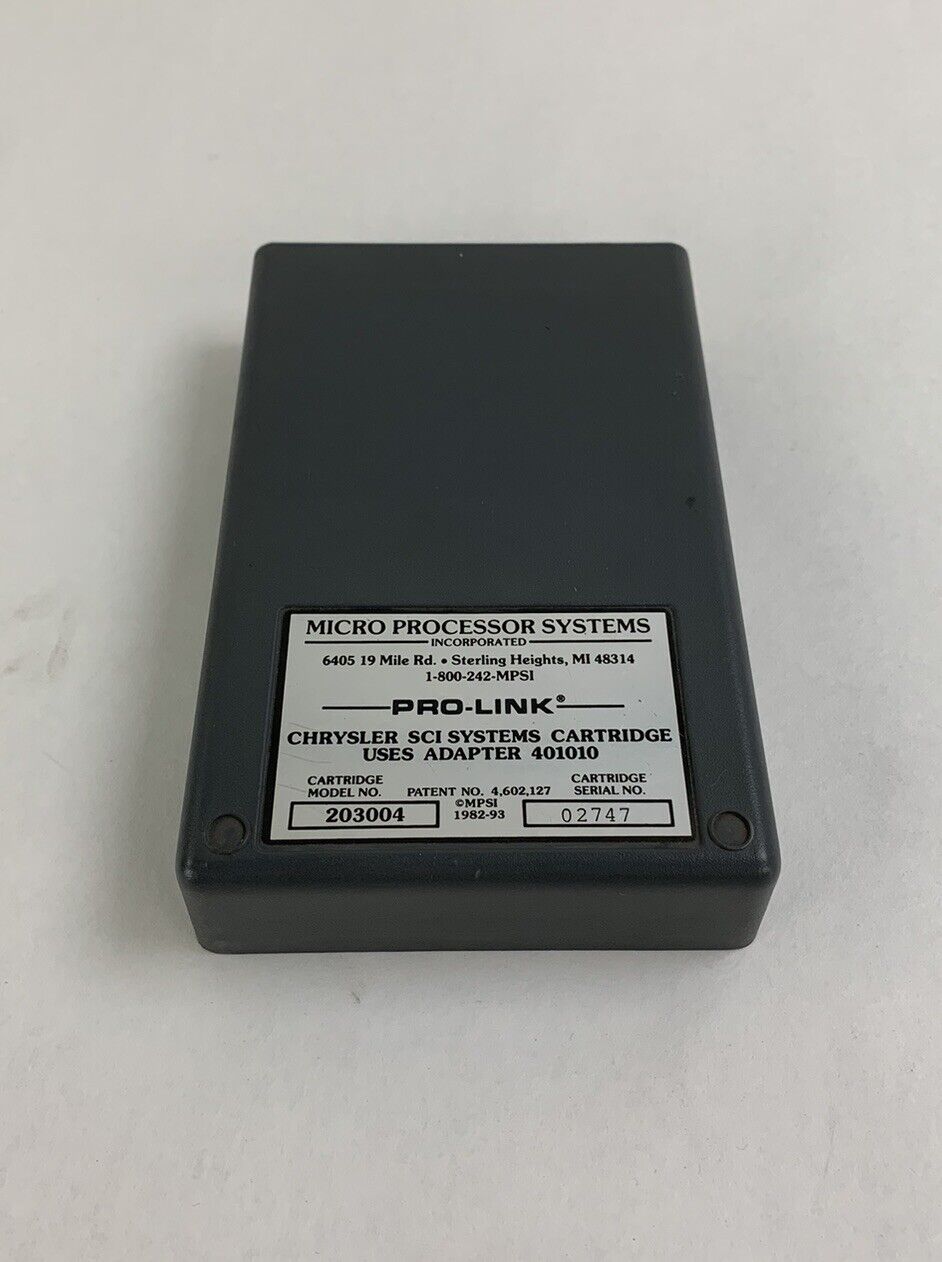 MICRO PROCESSOR SYSTEMS
INCORPORATED
6405 19 Mile Rd. • Sterling Heights, MI 48314
1-800-242-MPSI
PRO-LINK®
CHRYSLER SCI SYSTEMS CARTRIDGE
USES ADAPTER 401010
CARTRIDGE MODEL NO.
203004
PATENT NO. 4,602,127
©MPSI
1982-93
CARTRIDGE SERIAL NO.
02747